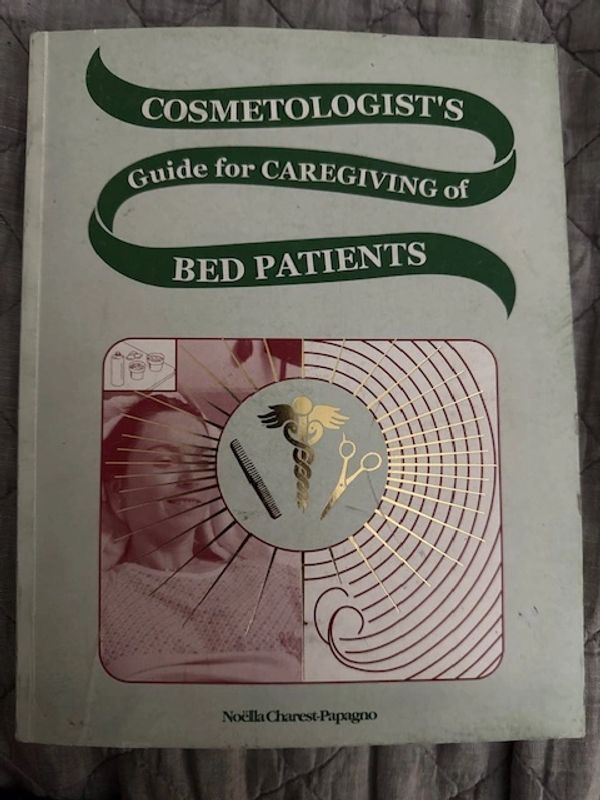 COSMETOLOGIST'S
Guide for CAREGIVING of
BED PATIENTS
Noëlla Charest-Papagno